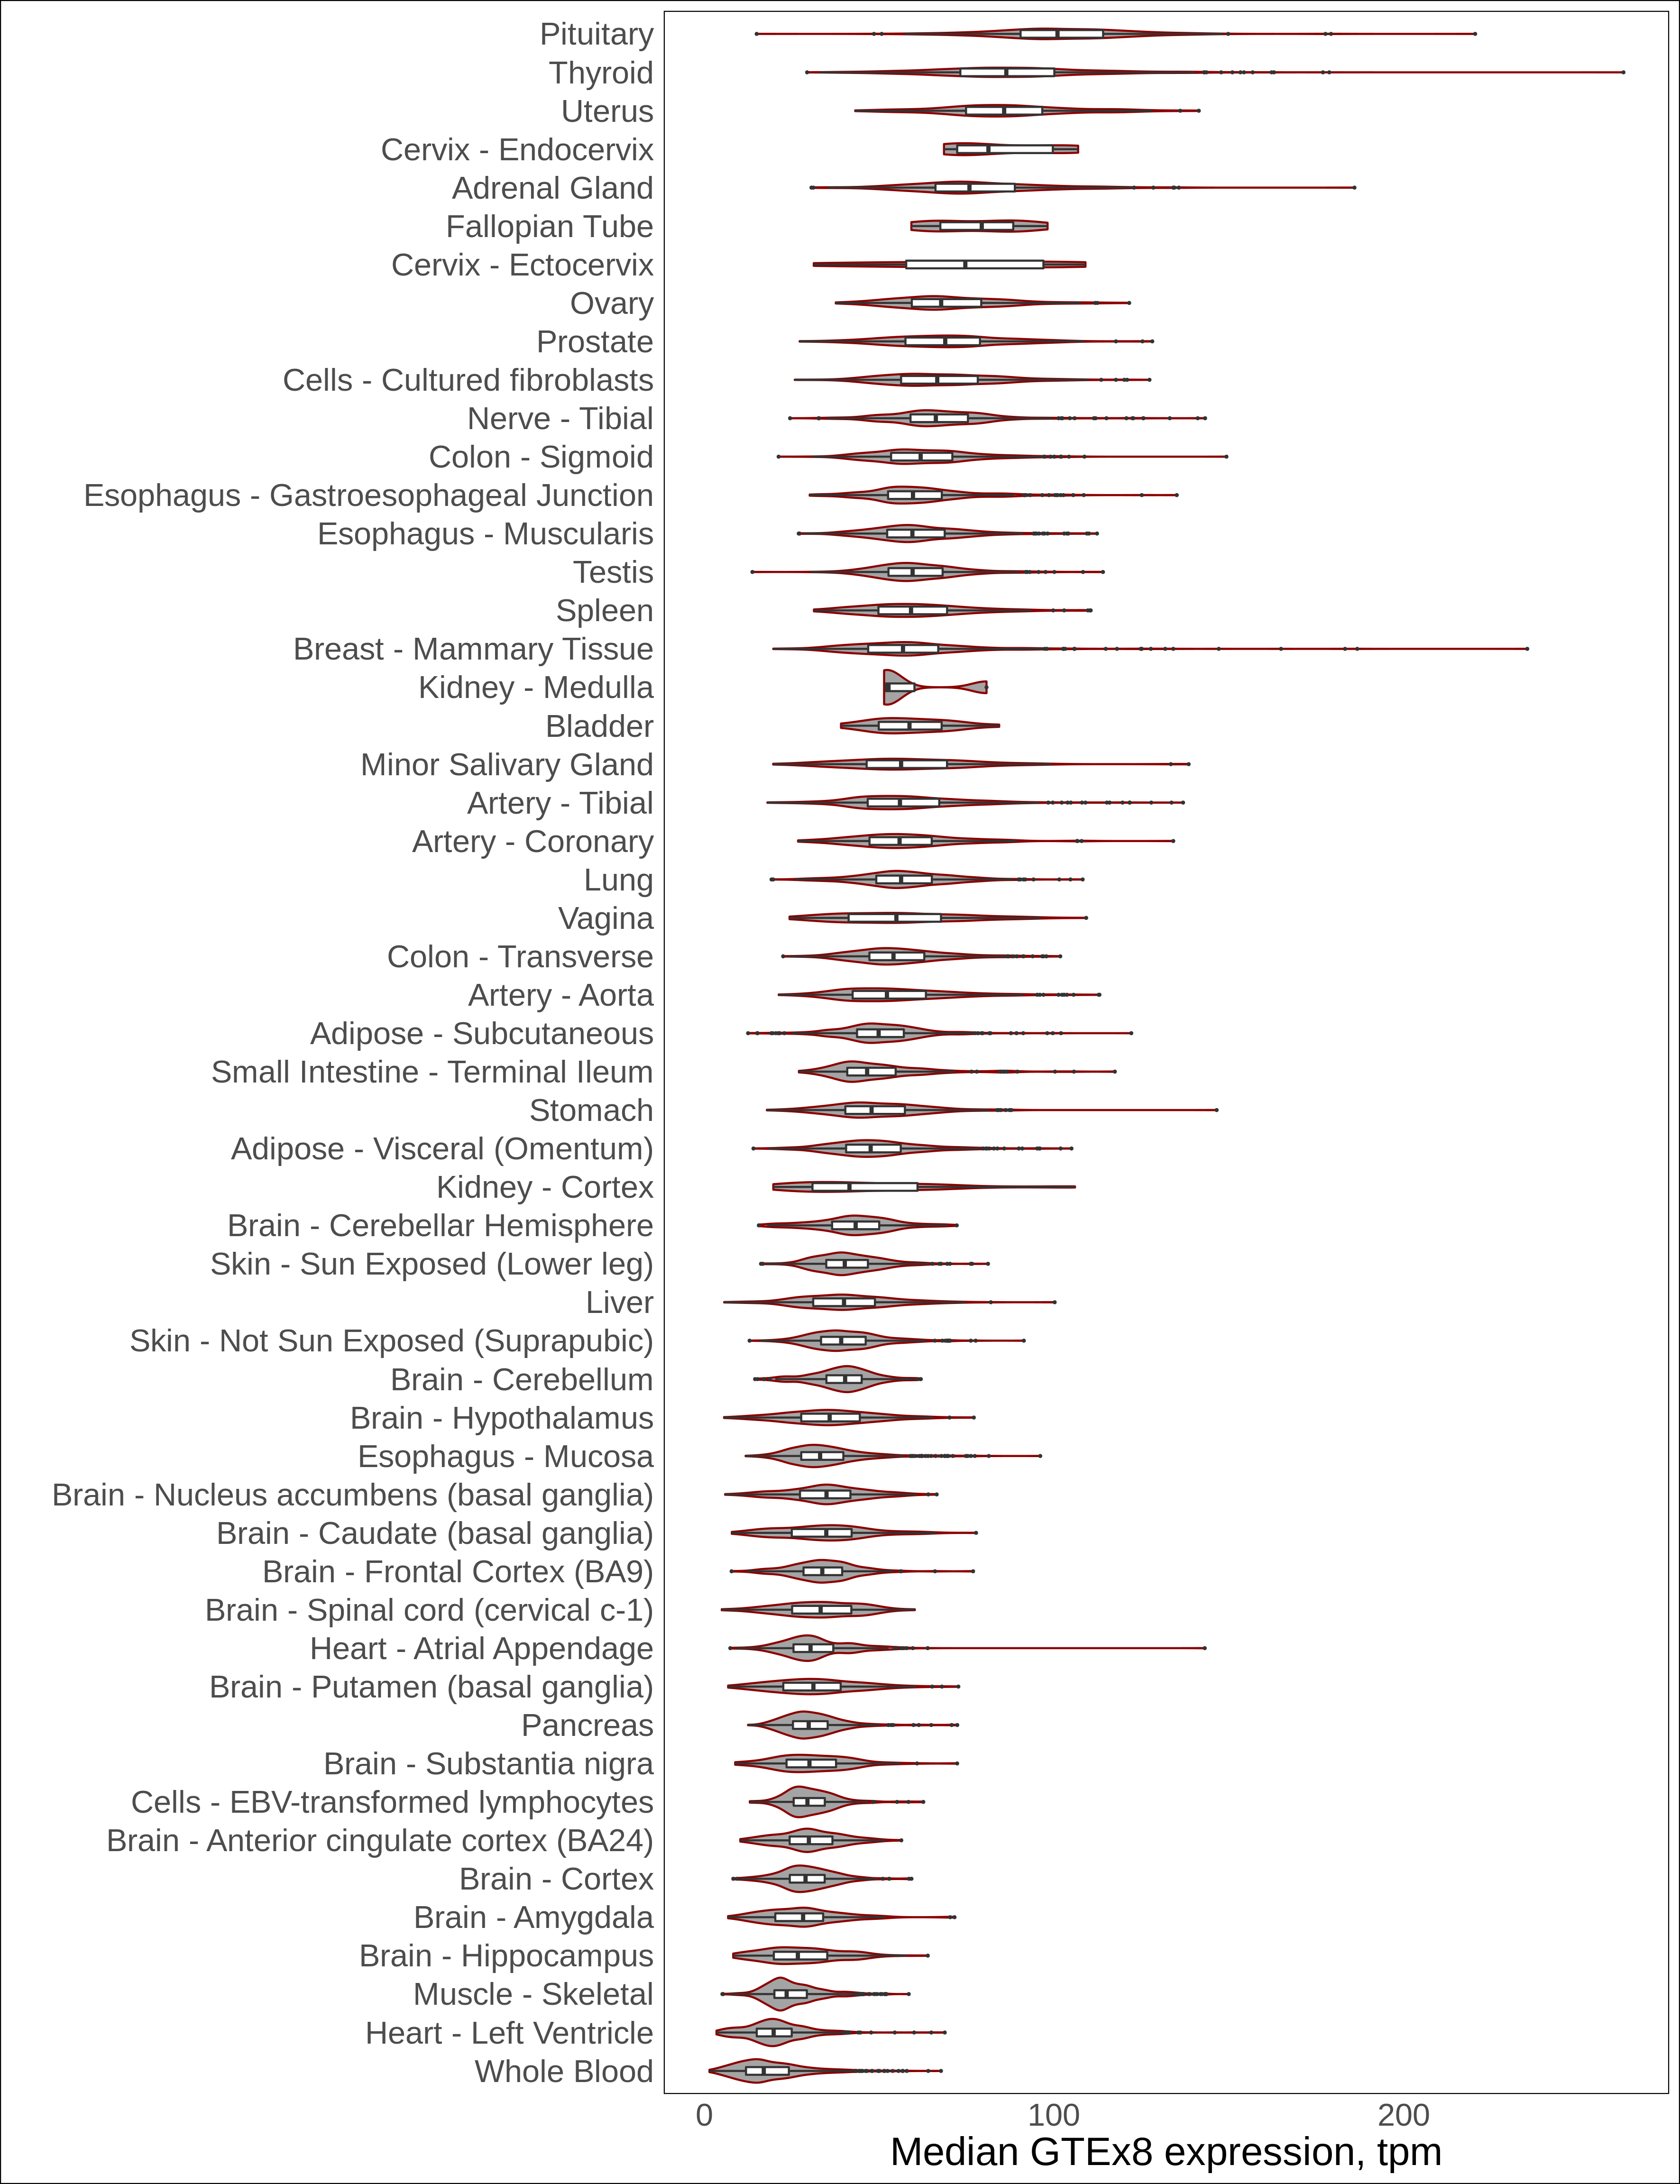 Pituitary
Thyroid
Uterus
Cervix - Endocervix
Adrenal Gland
Fallopian Tube
Cervix - Ectocervix
Ovary
Prostate
Cells - Cultured fibroblasts
Nerve - Tibial
Colon - Sigmoid
Esophagus - Gastroesophageal Junction
Esophagus - Muscularis
Testis
Spleen
Breast - Mammary Tissue
Kidney - Medulla
Bladder
Minor Salivary Gland
Artery - Tibial
Artery - Coronary
Lung
Vagina
Colon - Transverse
Artery - Aorta
Adipose - Subcutaneous
Small Intestine - Terminal Ileum
Stomach
Adipose - Visceral (Omentum)
Kidney - Cortex
Brain - Cerebellar Hemisphere
Skin - Sun Exposed (Lower leg)
Liver
Skin - Not Sun Exposed (Suprapubic)
Brain - Cerebellum
Brain - Hypothalamus
Esophagus - Mucosa
Brain - Nucleus accumbens (basal ganglia)
Brain - Caudate (basal ganglia)
Brain - Frontal Cortex (BA9)
Brain - Spinal cord (cervical c-1)
Heart - Atrial Appendage
Brain - Putamen (basal ganglia)
Pancreas
Brain - Substantia nigra
Cells - EBV-transformed lymphocytes
Brain - Anterior cingulate cortex (BA24)
Brain - Cortex
Brain - Amygdala
Brain - Hippocampus
Muscle - Skeletal
Heart - Left Ventricle
Whole Blood
0 100 200
Median GTEx8 expression, tpm